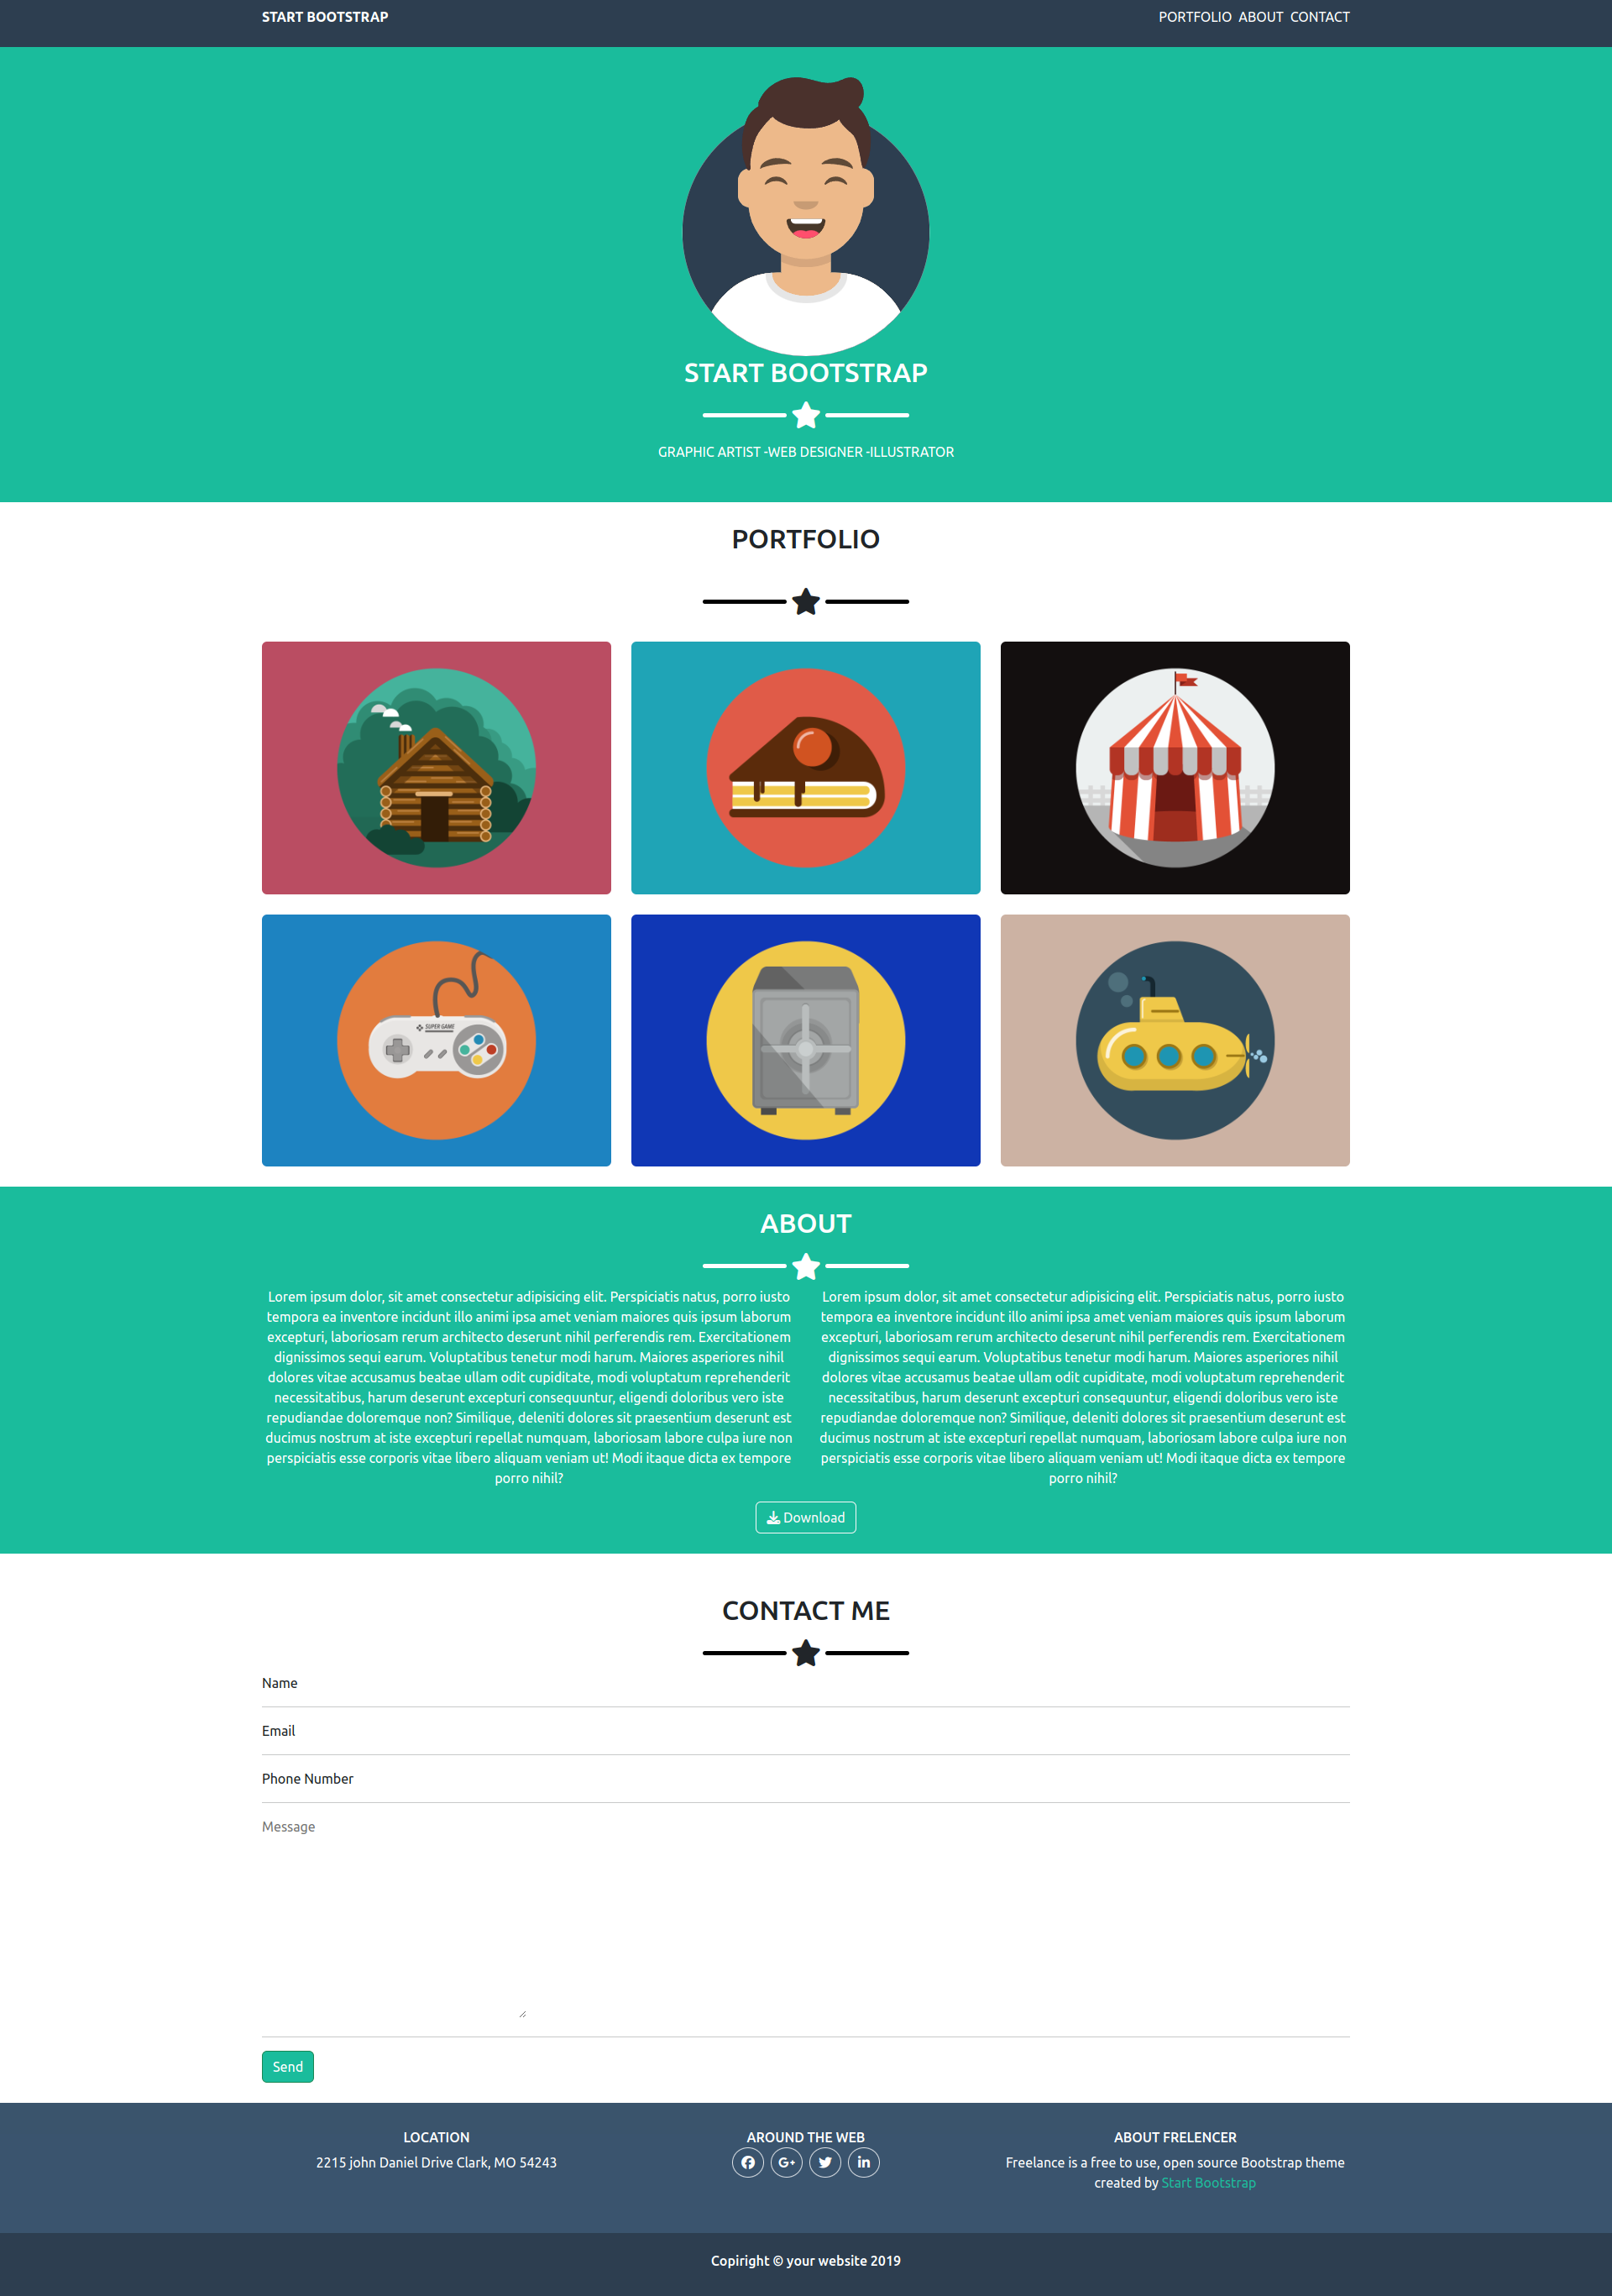 START BOOTSTRAP
PORTFOLIO ABOUT CONTACT
START BOOTSTRAP
GRAPHIC ARTIST -WEB DESIGNER -ILLUSTRATOR
PORTFOLIO
SUPER GAME
ABOUT
Lorem ipsum dolor, sit amet consectetur adipisicing elit. Perspiciatis natus, porro iusto
tempora ea inventore incidunt illo animi ipsa amet veniam maiores quis ipsum laborum
excepturi, laboriosam rerum architecto deserunt nihil perferendis rem. Exercitationem
dignissimos sequi earum. Voluptatibus tenetur modi harum. Maiores asperiores nihil
dolores vitae accusamus beatae ullam odit cupiditate, modi voluptatum reprehenderit
necessitatibus, harum deserunt excepturi consequuntur, eligendi doloribus vero iste
repudiandae doloremque non? Similique, deleniti dolores sit praesentium deserunt est
ducimus nostrum at iste excepturi repellat numquam, laboriosam labore culpa iure non
perspiciatis esse corporis vitae libero aliquam veniam ut! Modi itaque dicta ex tempore
porro nihil?
Lorem ipsum dolor, sit amet consectetur adipisicing elit. Perspiciatis natus, porro iusto
tempora ea inventore incidunt illo animi ipsa amet veniam maiores quis ipsum laborum
excepturi, laboriosam rerum architecto deserunt nihil perferendis rem. Exercitationem
dignissimos sequi earum. Voluptatibus tenetur modi harum. Maiores asperiores nihil
dolores vitae accusamus beatae ullam odit cupiditate, modi voluptatum reprehenderit
necessitatibus, harum deserunt excepturi consequuntur, eligendi doloribus vero iste
repudiandae doloremque non? Similique, deleniti dolores sit praesentium deserunt est
ducimus nostrum at iste excepturi repellat numquam, laboriosam labore culpa iure non
perspiciatis esse corporis vitae libero aliquam veniam ut! Modi itaque dicta ex tempore
porro nihil?
Download
CONTACT ME
Name
Email
Phone Number
Message
Send
LOCATION
2215 john Daniel Drive Clark, MO 54243
AROUND THE WEB
ABOUT FRELENCER
Freelance is a free to use, open source Bootstrap theme
created by Start Bootstrap
Copiright © your website 2019